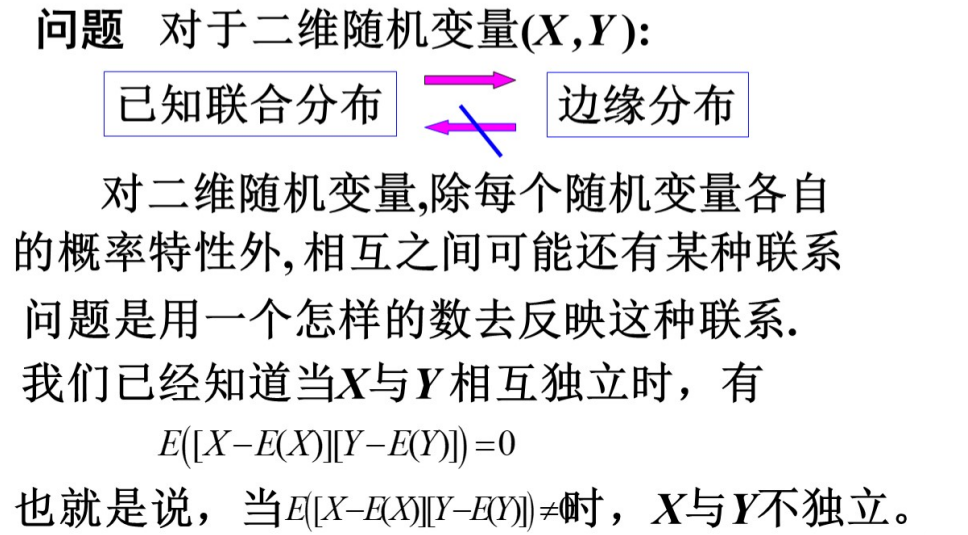 问题 对于二维随机变量(X,Y):
已知联合分布 边缘分布
对二维随机变量,除每个随机变量各自
的概率特性外,相互之间可能还有某种联系
问题是用一个怎样的数去反映这种联系.
我们已经知道当X与Y相互独立时，有
E([X−E(X)][Y−E(Y)])=0
也就是说，当E([X−E(X)][Y−E(Y)])≠0时，X与Y不独立。